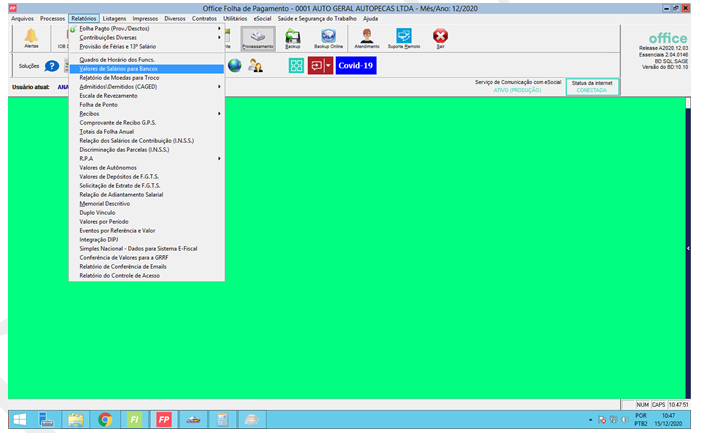 FP Office Folha de Pagamento - 0001 AUTO GERAL AUTOPECAS LTDA - Mês/Ano: 12/2020
Arquivos Processos Relatórios Listagens Impressos Diversos Contratos Utilitários eSocial Saúde e Segurança do Trabalho Ajuda
Alertas Processamento Backup Backup Online Atendimento Suporte Remoto Sair
office
Release A2020.12.03
Essenciais 2.04.0146
BD SQL:SAGE
Versão do BD:10.10
Soluções Covid-19
Usuário atual: ANA
Serviço de Comunicação com eSocial
ATIVO (PRODUÇÃO)
Status da internet
CONECTADA
Folha Pagto (Prov./Desctos)
Contribuições Diversas
Provisão de Férias e 13º Salário
Quadro de Horário dos Funcs.
Valores de Salários para Bancos
Relatório de Moedas para Troco
Admitidos\Demitidos (CAGED)
Escala de Revezamento
Folha de Ponto
Recibos
Comprovante de Recibo G.P.S.
Totais da Folha Anual
Relação dos Salários de Contribuição (I.N.S.S.)
Discriminação das Parcelas (I.N.S.S.)
R.P.A
Valores de Autônomos
Valores de Depósitos de F.G.T.S.
Solicitação de Extrato de F.G.T.S.
Relação de Adiantamento Salarial
Memorial Descritivo
Duplo Vínculo
Valores por Período
Eventos por Referência e Valor
Integração DIPJ
Simples Nacional - Dados para Sistema E-Fiscal
Conferência de Valores para a GRRF
Relatório de Conferência de Emails
Relatório do Controle de Acesso
NUM CAPS 10:47:51
FI FP
POR
PTB2
10:47
15/12/2020